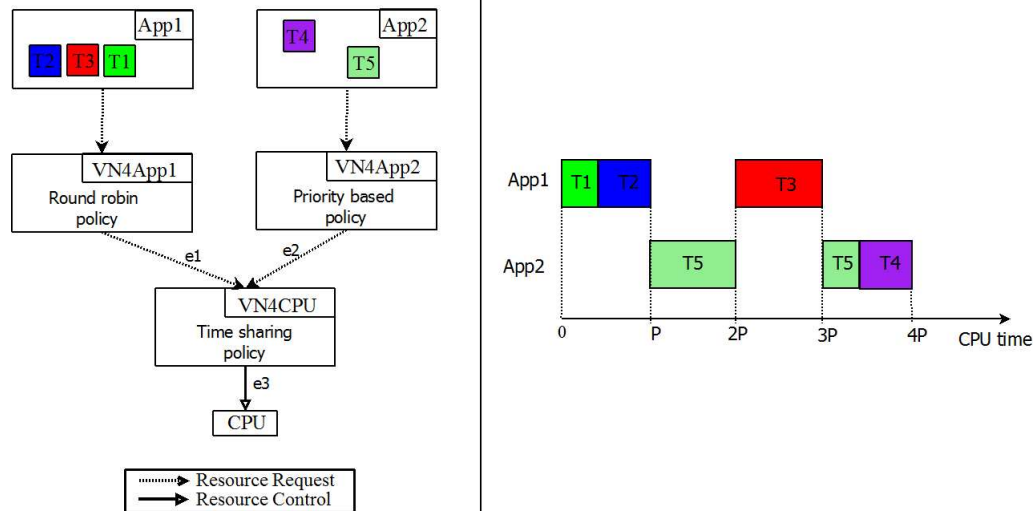 App1
T2 T3 T1
App2
T4
T5
VN4App1
Round robin
policy
VN4App2
Priority based
policy
e1
e2
VN4CPU
Time sharing
policy
e3
CPU
Resource Request
Resource Control
App1
T1 T2 T3
App2
T5 T5 T4
0 P 2P 3P 4P
CPU time